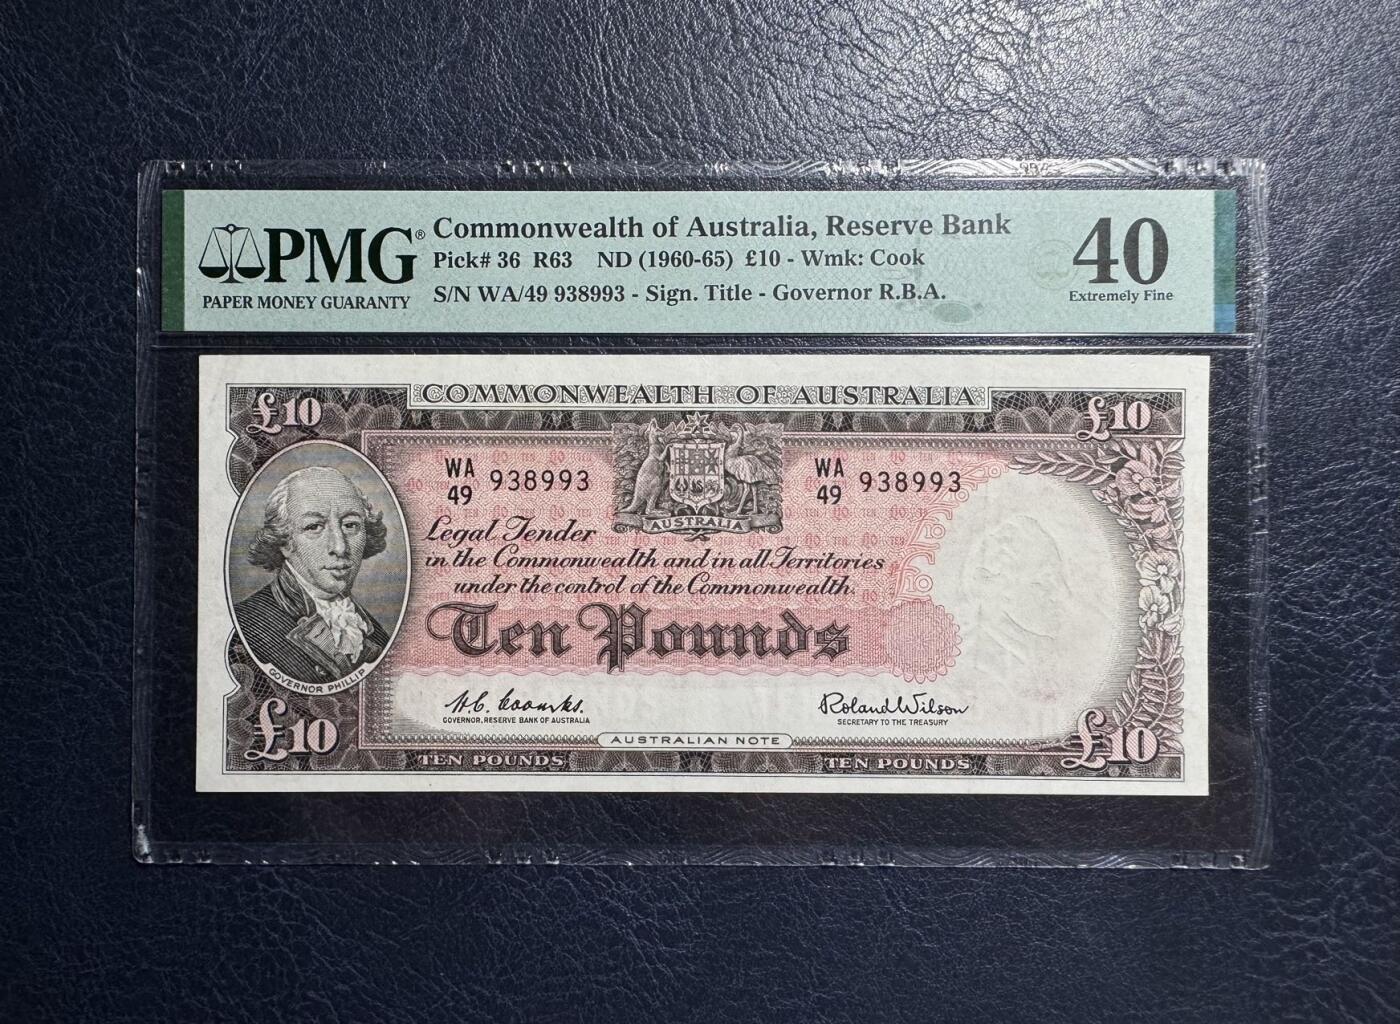 PMG®
PAPER MONEY GUARANTY
Commonwealth of Australia, Reserve Bank
Pick# 36 R63 ND (1960-65) £10 - Wmk: Cook
S/N WA/49 938993 - Sign. Title - Governor R.B.A.
40
Extremely Fine
COMMONWEALTH OF AUSTRALIA
£10
£10
WA
49 938993
WA
49 938993
AUSTRALIA
Legal Tender
in the Commonwealth and in all Territories
under the control of the Commonwealth.
Ten Pounds
GOVERNOR PHILLIP
H.C. Coombs.
GOVERNOR, RESERVE BANK OF AUSTRALIA
Roland Wilson
SECRETARY TO THE TREASURY
£10
£10
AUSTRALIAN NOTE
TEN POUNDS
TEN POUNDS